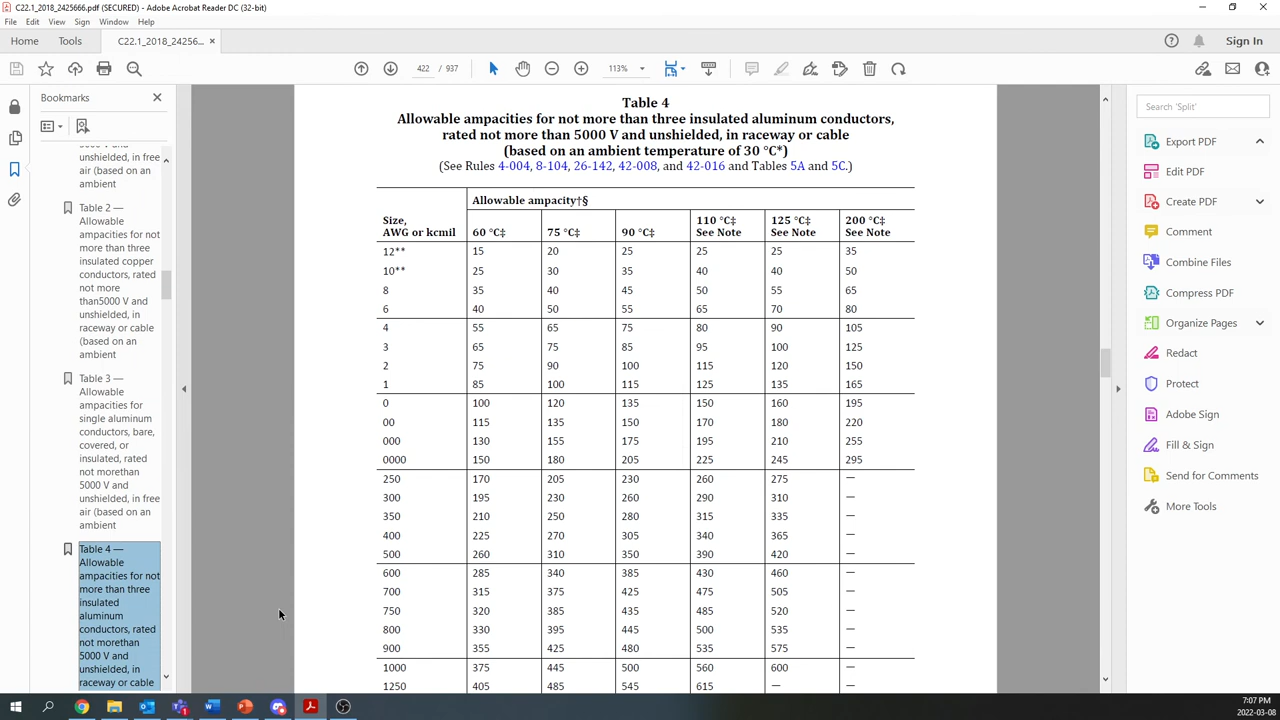 C22.1_2018_2425666.pdf (SECURED) - Adobe Acrobat Reader DC (32-bit)
File Edit View Sign Window Help
Home Tools C22.1_2018_24256... × Sign In
422 / 937 113%
Bookmarks
5000 V and
unshielded, in free
air (based on an
ambient
Table 2 —
Allowable
ampacities for not
more than three
insulated copper
conductors, rated
not more
than5000 V and
unshielded, in
raceway or cable
(based on an
ambient
Table 3 —
Allowable
ampacities for
single aluminum
conductors, bare,
covered, or
insulated, rated
not morethan
5000 V and
unshielded, in free
air (based on an
ambient
Table 4 —
Allowable
ampacities for not
more than three
insulated
aluminum
conductors, rated
not morethan
5000 V and
unshielded, in
raceway or cable
Table 4
Allowable ampacities for not more than three insulated aluminum conductors,
rated not more than 5000 V and unshielded, in raceway or cable
(based on an ambient temperature of 30 °C*)
(See Rules 4-004, 8-104, 26-142, 42-008, and 42-016 and Tables 5A and 5C.)
Allowable ampacity†§
Size, 110 °C‡ 125 °C‡ 200 °C‡
AWG or kcmil 60 °C‡ 75 °C‡ 90 °C‡ See Note See Note See Note
12** 15 20 25 25 25 35
10** 25 30 35 40 40 50
8 35 40 45 50 55 65
6 40 50 55 65 70 80
4 55 65 75 80 90 105
3 65 75 85 95 100 125
2 75 90 100 115 120 150
1 85 100 115 125 135 165
0 100 120 135 150 160 195
00 115 135 150 170 180 220
000 130 155 175 195 210 255
0000 150 180 205 225 245 295
250 170 205 230 260 275 —
300 195 230 260 290 310 —
350 210 250 280 315 335 —
400 225 270 305 340 365 —
500 260 310 350 390 420 —
600 285 340 385 430 460 —
700 315 375 425 475 505 —
750 320 385 435 485 520 —
800 330 395 445 500 535 —
900 355 425 480 535 575 —
1000 375 445 500 560 600 —
1250 405 485 545 615 — —
Search 'Split'
Export PDF
Edit PDF
Create PDF
Comment
Combine Files
Compress PDF
Organize Pages
Redact
Protect
Adobe Sign
Fill & Sign
Send for Comments
More Tools
7:07 PM
2022-03-08